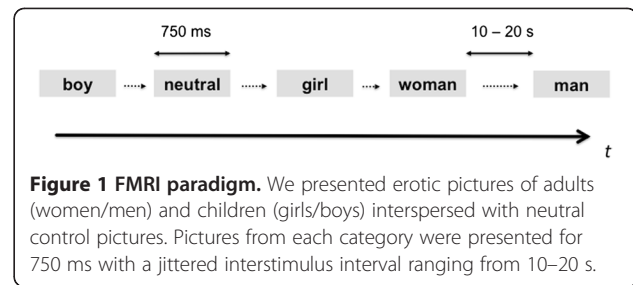 750 ms
10 – 20 s
boy neutral girl woman man
t
Figure 1 FMRI paradigm. We presented erotic pictures of adults
(women/men) and children (girls/boys) interspersed with neutral
control pictures. Pictures from each category were presented for
750 ms with a jittered interstimulus interval ranging from 10–20 s.